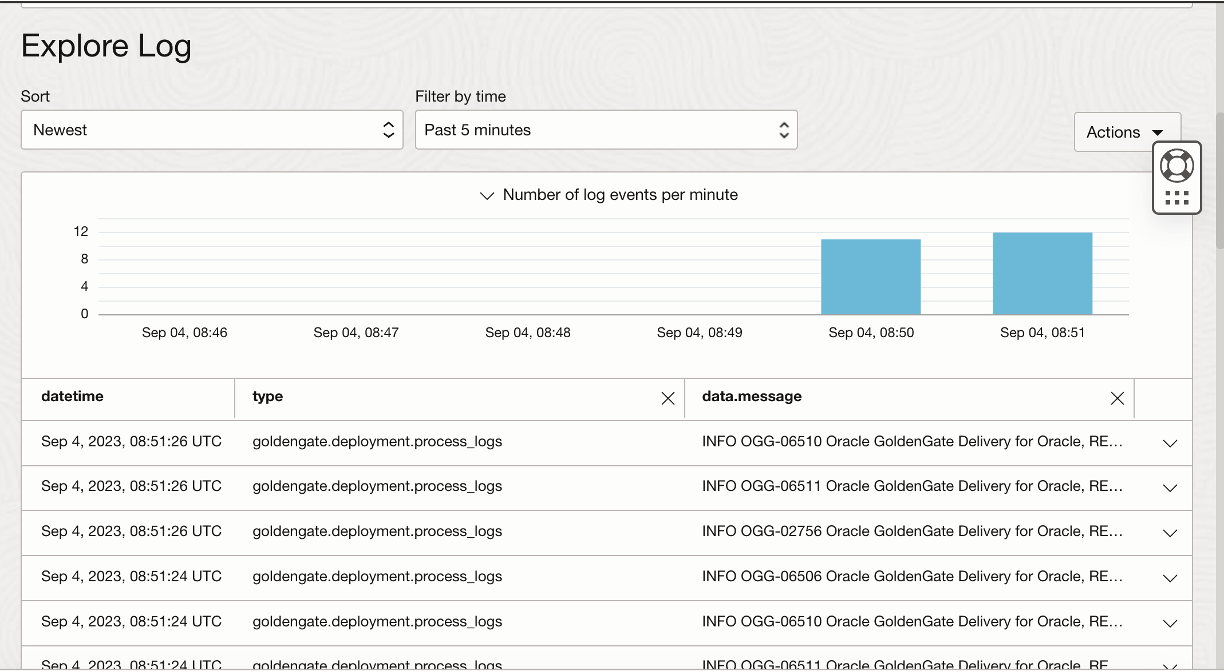 Explore Log
Sort
Filter by time
Newest
Past 5 minutes
Actions
Number of log events per minute
12
8
4
0
Sep 04, 08:46
Sep 04, 08:47
Sep 04, 08:48
Sep 04, 08:49
Sep 04, 08:50
Sep 04, 08:51
datetime type data.message
Sep 4, 2023, 08:51:26 UTC goldengate.deployment.process_logs INFO OGG-06510 Oracle GoldenGate Delivery for Oracle, RE...
Sep 4, 2023, 08:51:26 UTC goldengate.deployment.process_logs INFO OGG-06511 Oracle GoldenGate Delivery for Oracle, RE...
Sep 4, 2023, 08:51:26 UTC goldengate.deployment.process_logs INFO OGG-02756 Oracle GoldenGate Delivery for Oracle, RE...
Sep 4, 2023, 08:51:24 UTC goldengate.deployment.process_logs INFO OGG-06506 Oracle GoldenGate Delivery for Oracle, RE...
Sep 4, 2023, 08:51:24 UTC goldengate.deployment.process_logs INFO OGG-06510 Oracle GoldenGate Delivery for Oracle, RE...
Sep 4, 2023, 08:51:24 UTC goldengate.deployment.process_logs INFO OGG-06511 Oracle GoldenGate Delivery for Oracle, RE